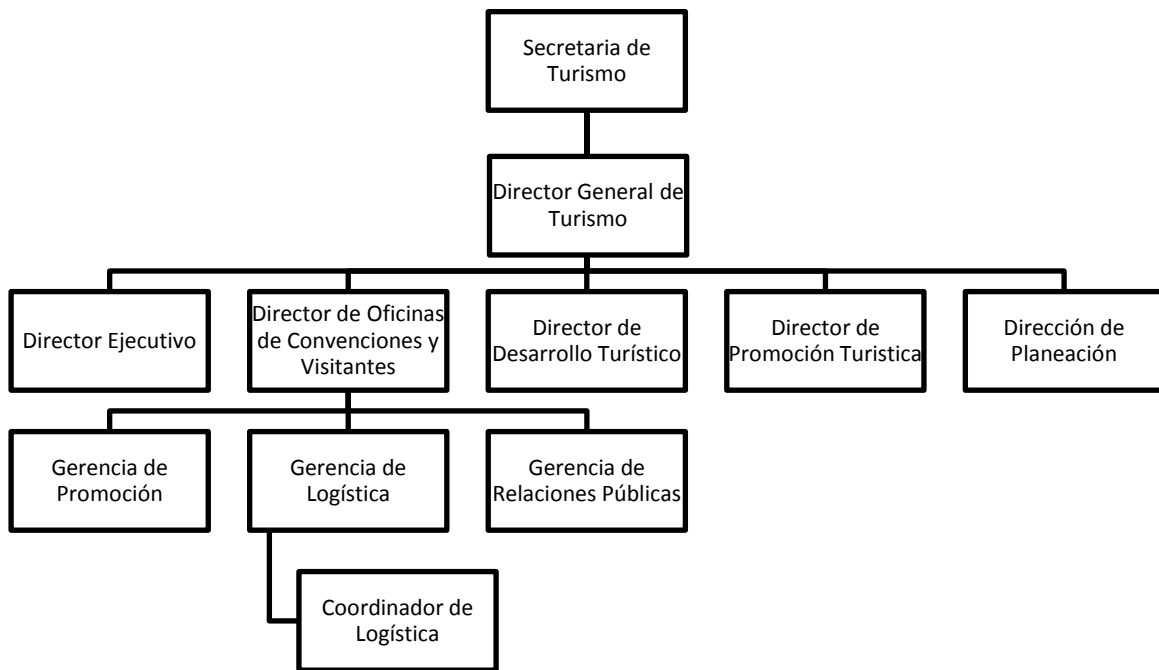 Secretaria de
Turismo
Director General de
Turismo
Director Ejecutivo
Director de Oficinas
de Convenciones y
Visitantes
Director de
Desarrollo Turístico
Director de
Promoción Turistica
Dirección de
Planeación
Gerencia de
Promoción
Gerencia de
Logística
Gerencia de
Relaciones Públicas
Coordinador de
Logística